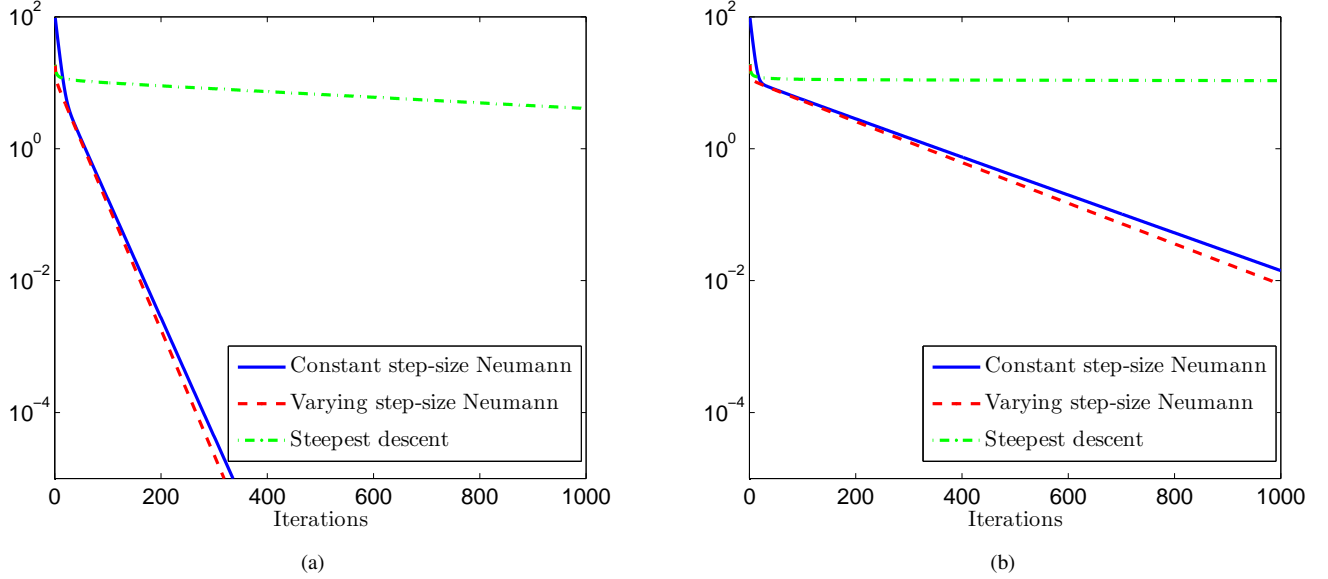 10^2
10^0
10^−2
10^−4
0 200 400 600 800 1000
Iterations
Constant step-size Neumann
Varying step-size Neumann
Steepest descent
(a)
10^2
10^0
10^−2
10^−4
0 200 400 600 800 1000
Iterations
Constant step-size Neumann
Varying step-size Neumann
Steepest descent
(b)